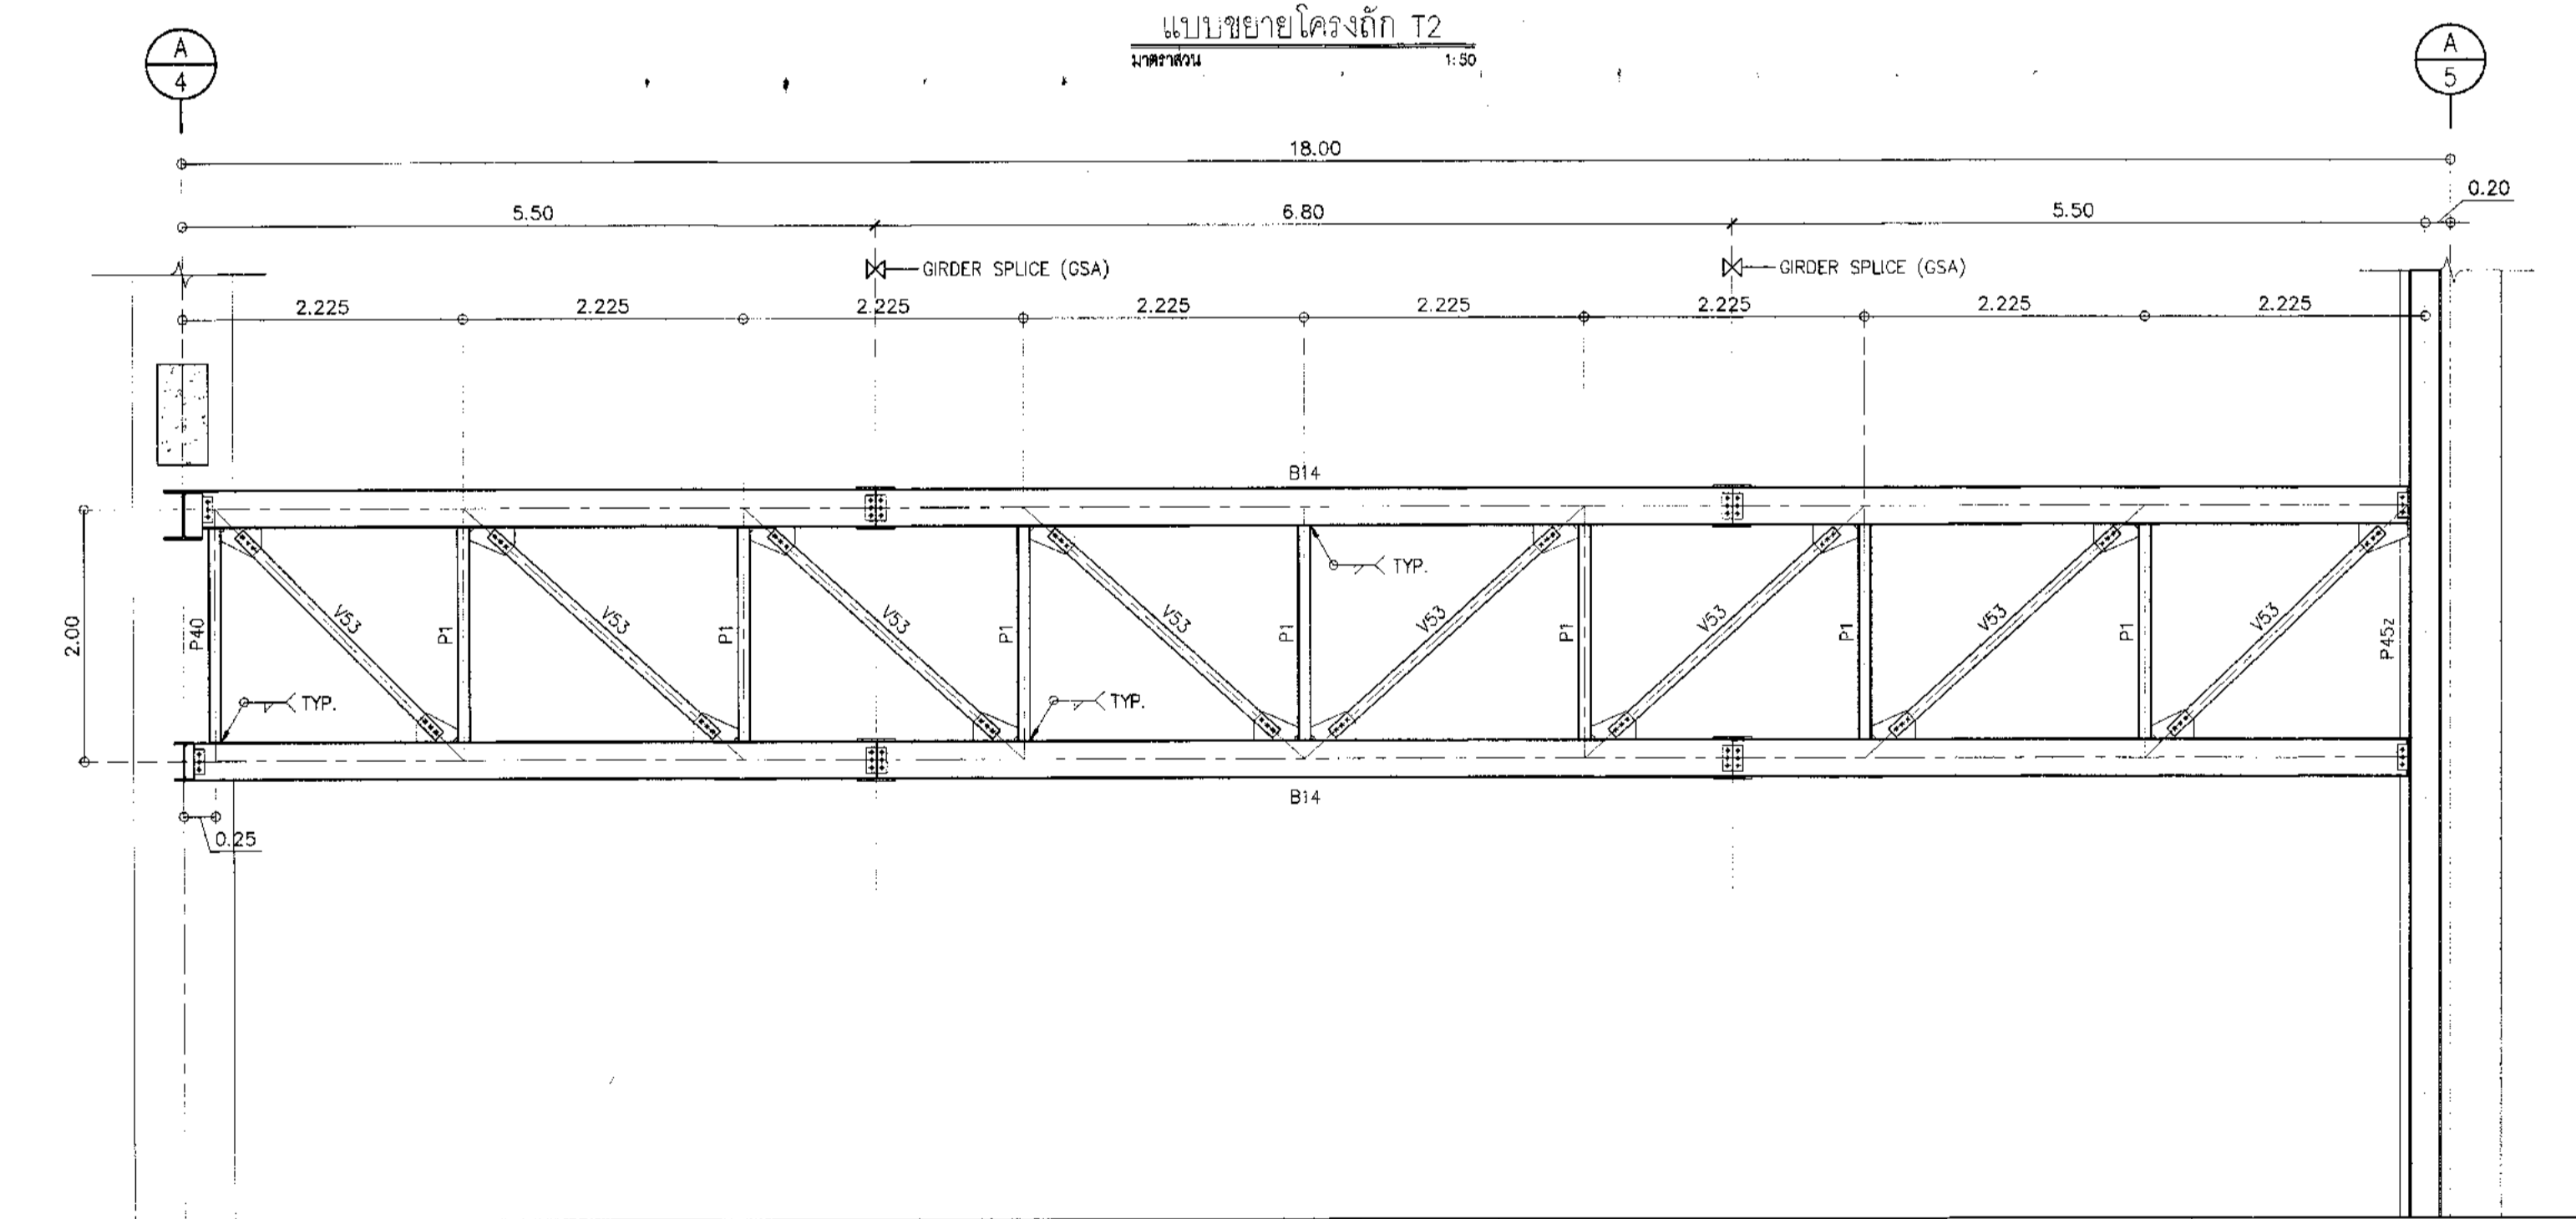 แบบขยายโครงถัก T2
มาตราส่วน 1:50
A
4
A
5
18.00
0.20
5.50 6.80 5.50
GIRDER SPLICE (GSA) GIRDER SPLICE (GSA)
2.225 2.225 2.225 2.225 2.225 2.225 2.225 2.225
B14
TYP.
2.00
P40 V53 P1 V53 P1 V53 P1 V53 P1 V53 P1 V53 P1 V53 P1 V53 P45z
TYP. TYP.
B14
0.25